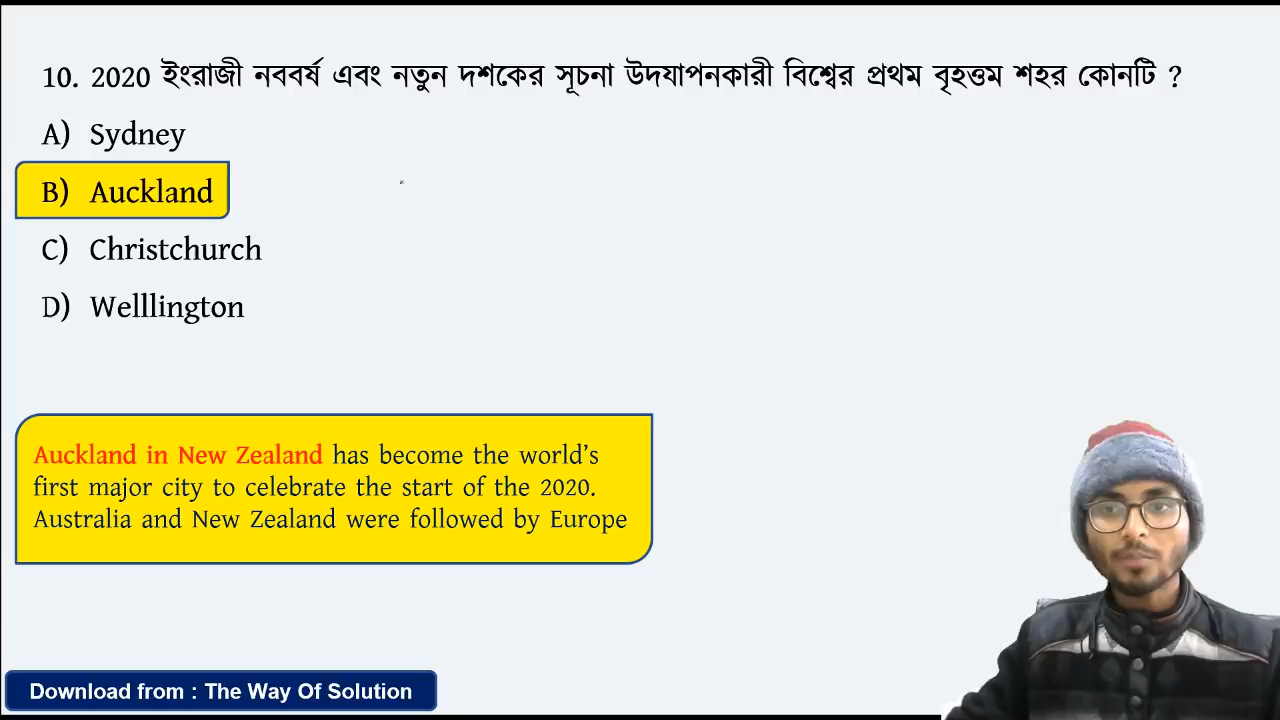 10. 2020 ইংরাজী নববর্ষ এবং নতুন দশকের সূচনা উদযাপনকারী বিশ্বের প্রথম বৃহত্তম শহর কোনটি ?
A) Sydney
B) Auckland
C) Christchurch
D) Welllington
Auckland in New Zealand has become the world’s
first major city to celebrate the start of the 2020.
Australia and New Zealand were followed by Europe
Download from : The Way Of Solution